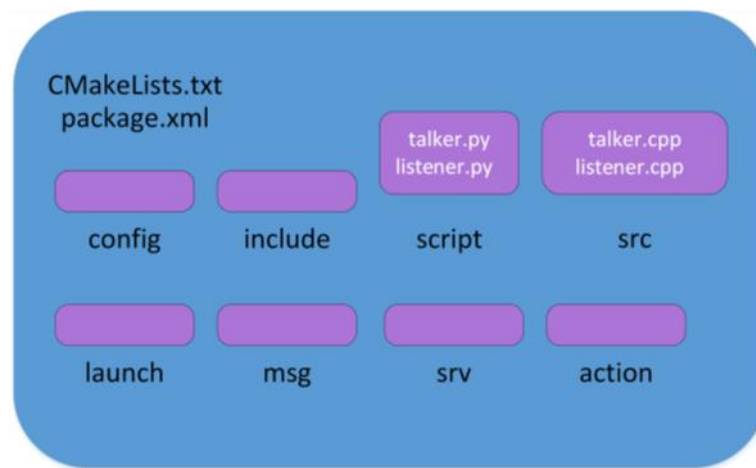 CMakeLists.txt
package.xml
talker.py
listener.py
talker.cpp
listener.cpp
config
include
script
src
launch
msg
srv
action